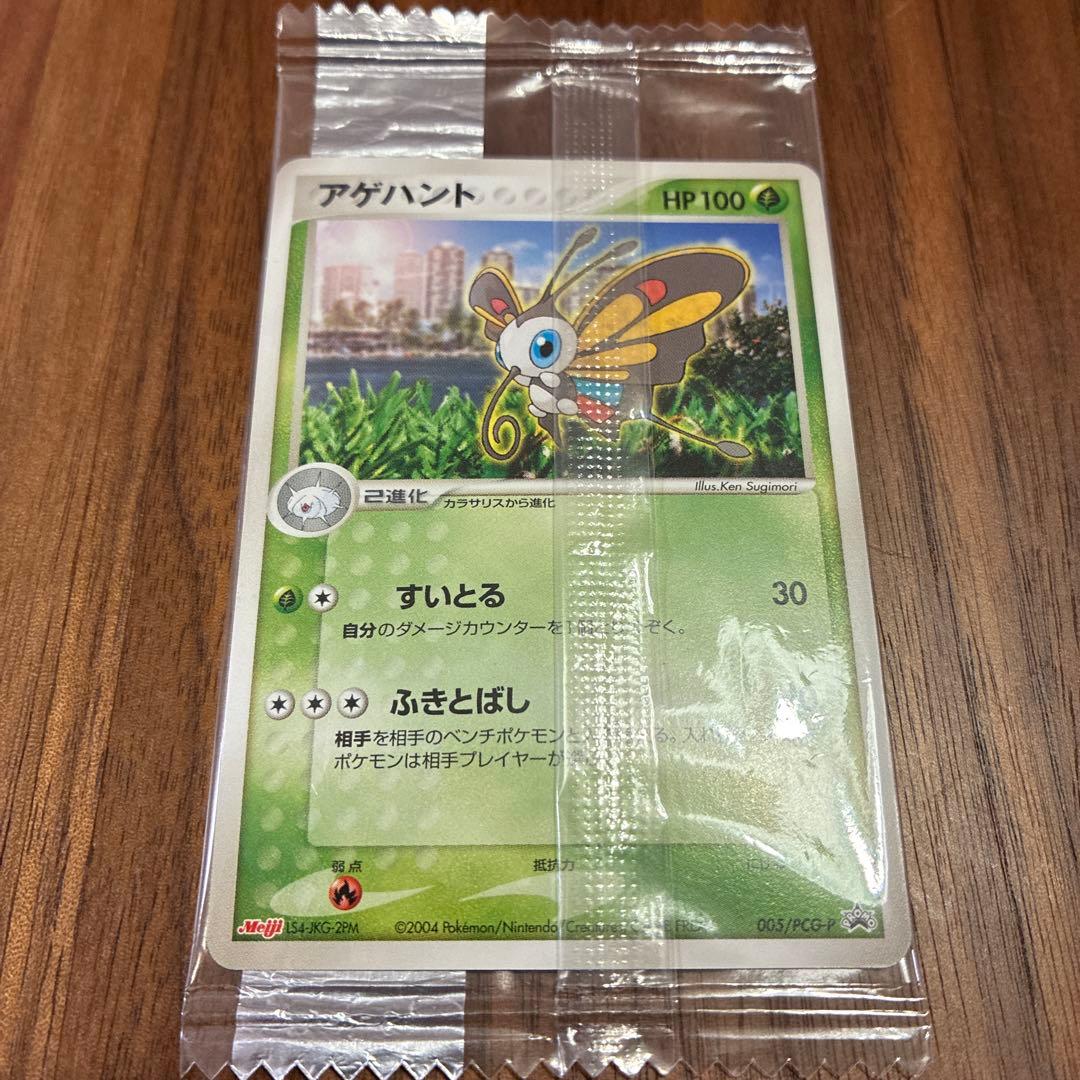 アゲハント
HP 100
Illus.Ken Sugimori
2進化 カラサリスから進化
すいとる 30
自分のダメージカウンターを
ふきとばし
相手を相手のベンチポケモンと
ポケモンは相手プレイヤーが
弱点 抵抗力
Meiji LS4-JKG-2PM ©2004 Pokémon/Nintendo/Creatures 005/PCG-P PROMO